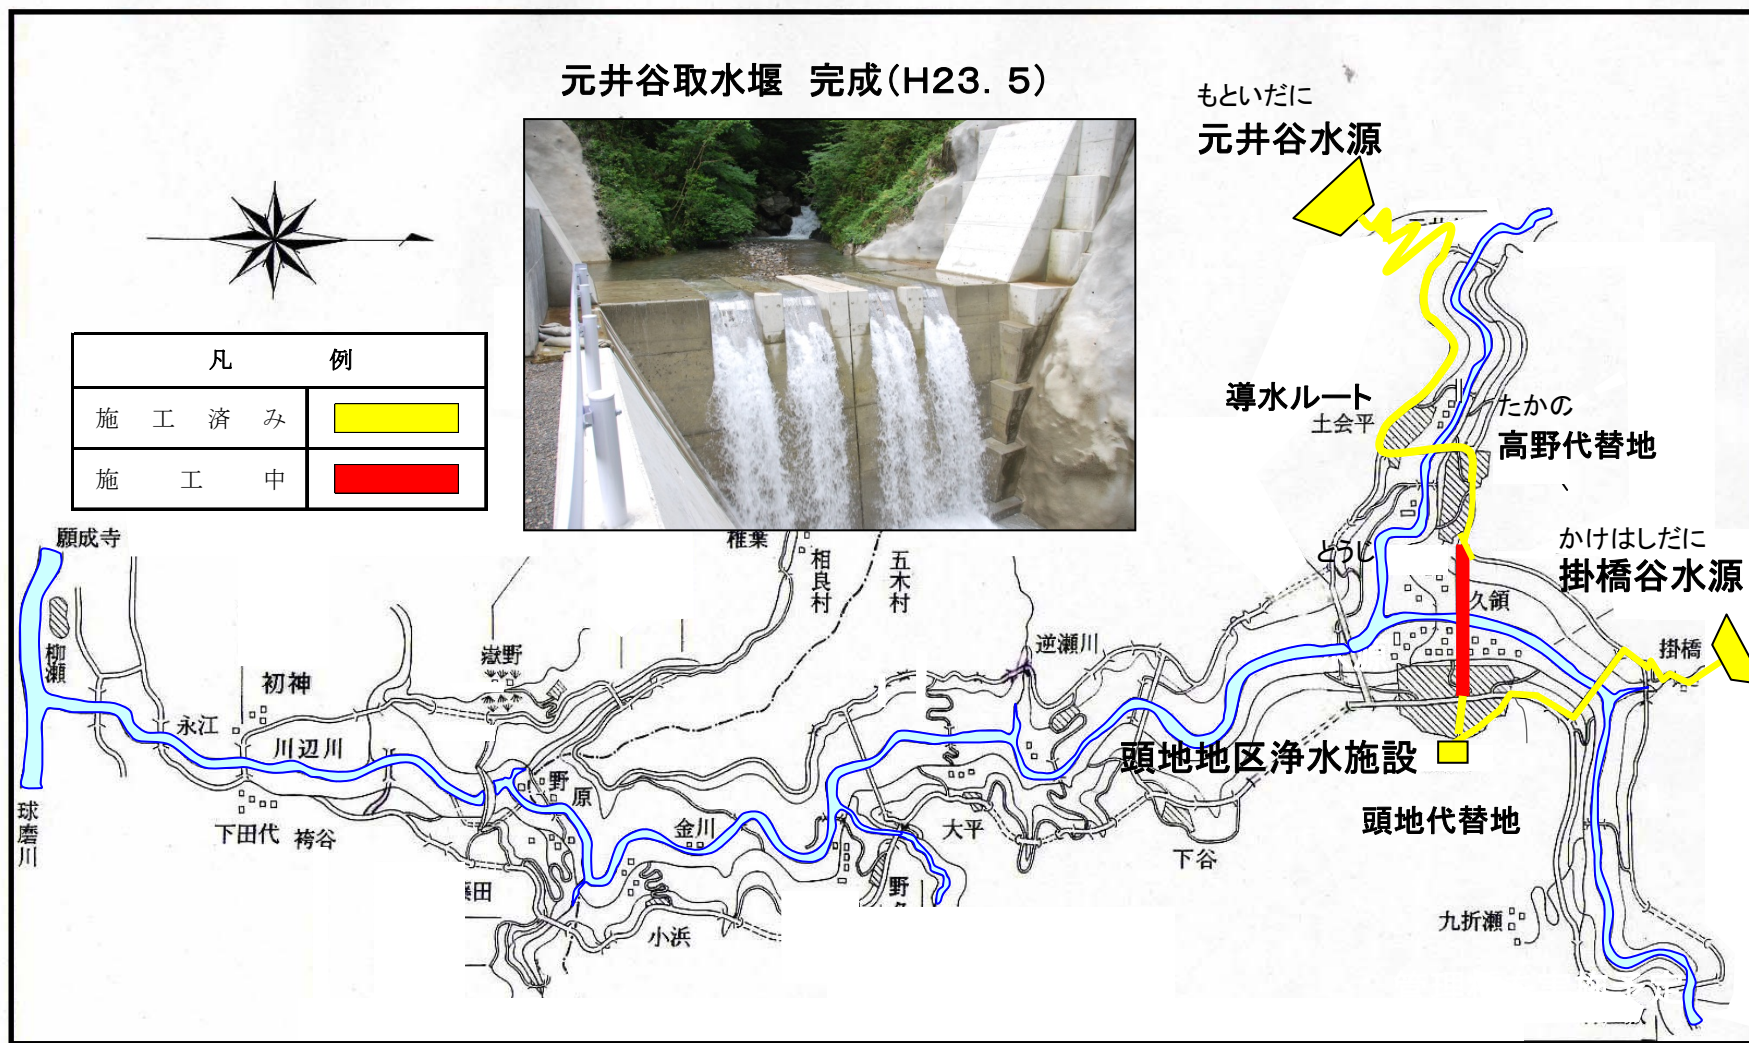 元井谷取水堰 完成(H23. 5)
もといだに
元井谷水源
凡 例
施 工 済 み
施 工 中
導水ルート
土会平
たかの
高野代替地
かけはしだに
掛橋谷水源
とうじ
久領
掛橋
願成寺
柳瀬
初神
永江
川辺川
下田代
袴谷
球磨川
嶽野
椎葉
相良村
五木村
野原
金川
小浜
逆瀬川
大平
下谷
頭地地区浄水施設
頭地代替地
九折瀬